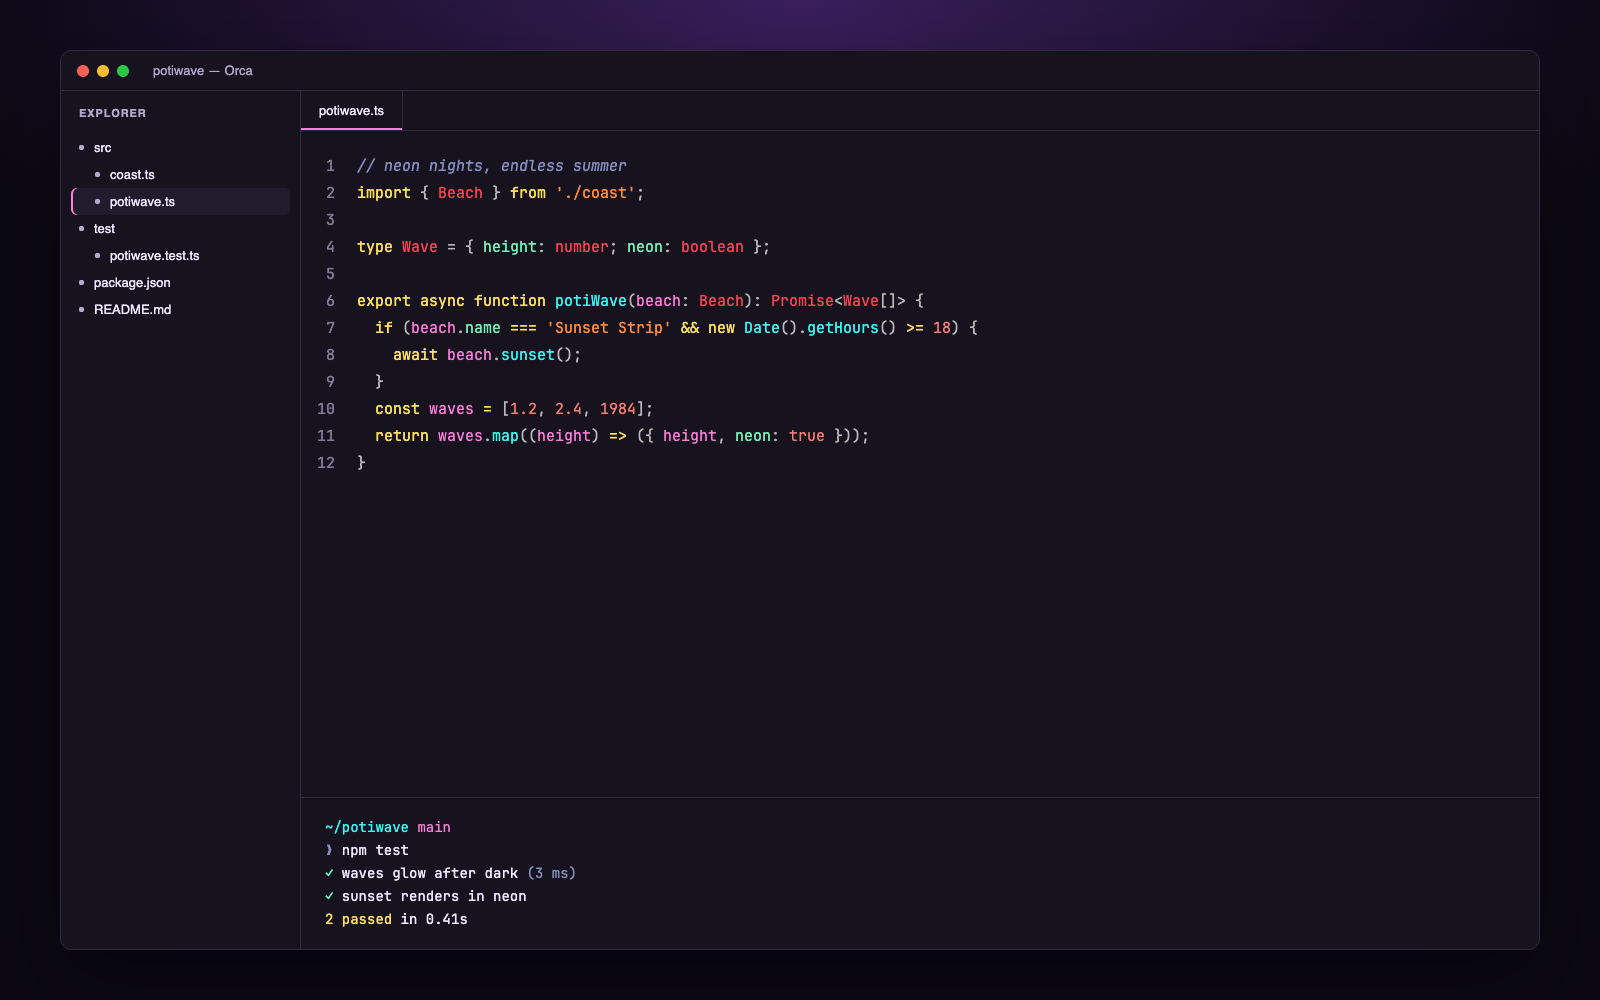 potiwave — Orca
EXPLORER
src
coast.ts
potiwave.ts
test
potiwave.test.ts
package.json
README.md
potiwave.ts
1 // neon nights, endless summer
2 import { Beach } from './coast';
3
4 type Wave = { height: number; neon: boolean };
5
6 export async function potiWave(beach: Beach): Promise<Wave[]> {
7   if (beach.name === 'Sunset Strip' && new Date().getHours() >= 18) {
8     await beach.sunset();
9   }
10   const waves = [1.2, 2.4, 1984];
11   return waves.map((height) => ({ height, neon: true }));
12 }
~/potiwave main
❯ npm test
✓ waves glow after dark (3 ms)
✓ sunset renders in neon
2 passed in 0.41s